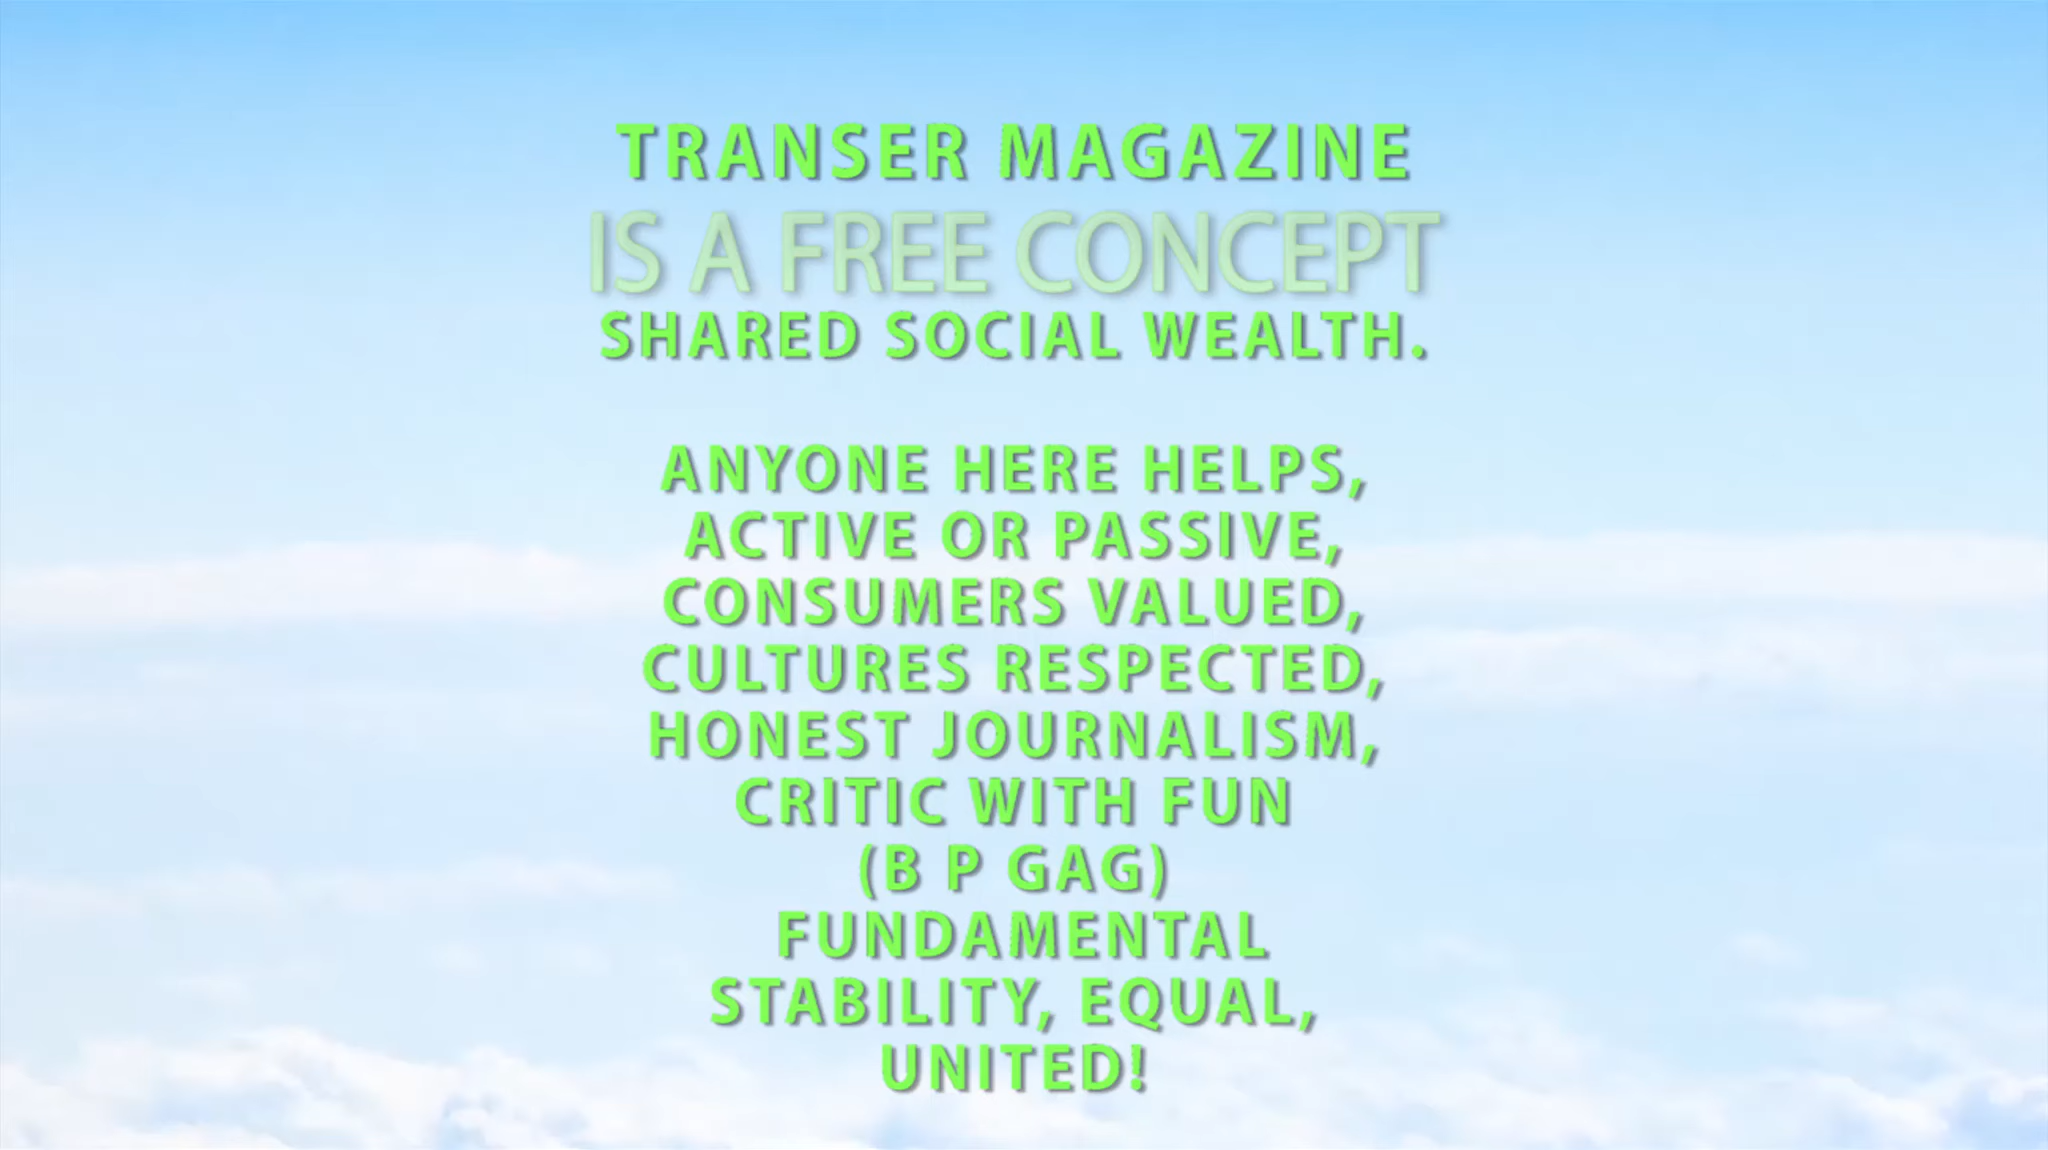 TRANSER MAGAZINE
IS A FREE CONCEPT
SHARED SOCIAL WEALTH.
ANYONE HERE HELPS,
ACTIVE OR PASSIVE,
CONSUMERS VALUED,
CULTURES RESPECTED,
HONEST JOURNALISM,
CRITIC WITH FUN
(B P GAG)
FUNDAMENTAL
STABILITY, EQUAL,
UNITED!